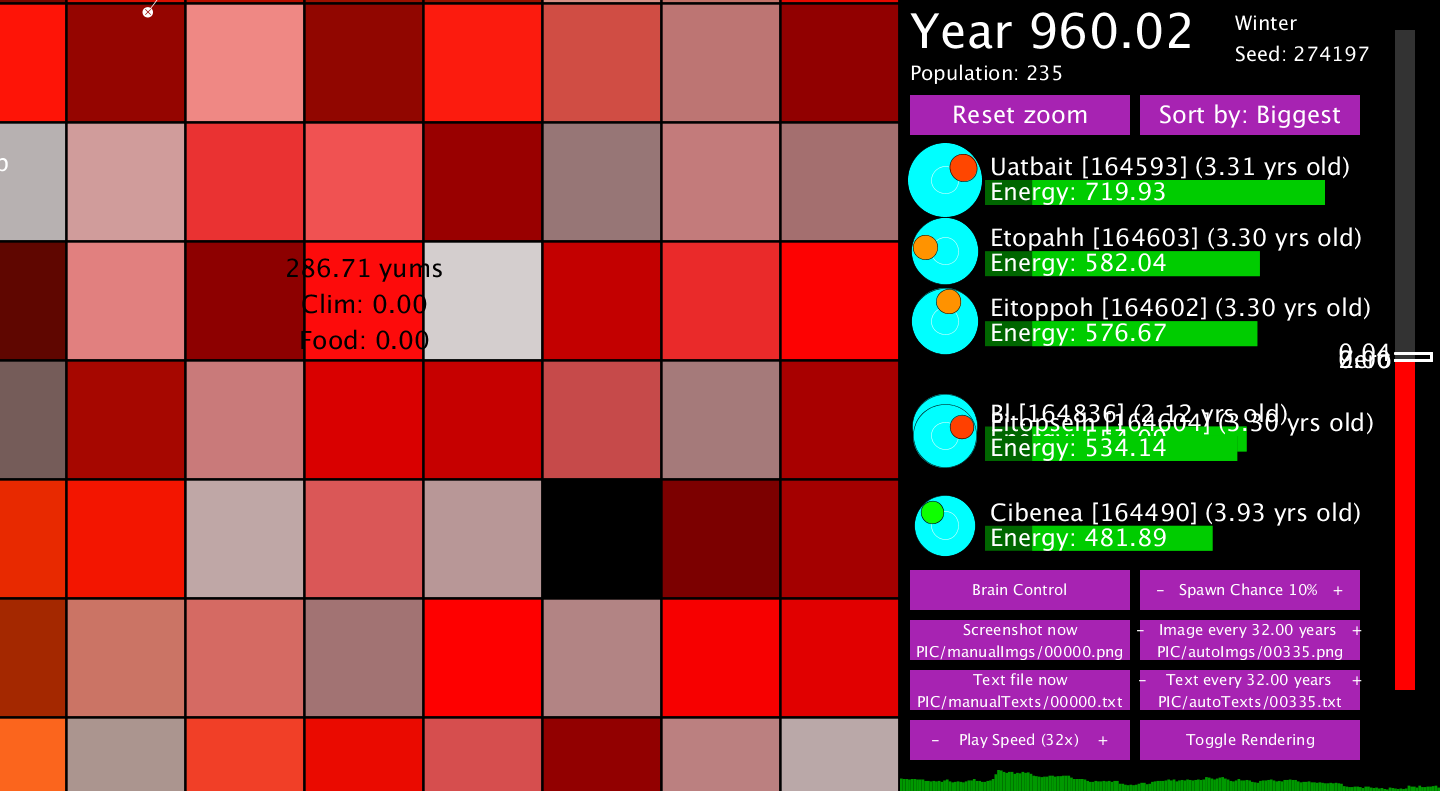 Year 960.02
Winter
Seed: 274197
Population: 235
Reset zoom
Sort by: Biggest
Uatbait [164593] (3.31 yrs old)
Energy: 719.93
Etopahh [164603] (3.30 yrs old)
Energy: 582.04
Eitoppoh [164602] (3.30 yrs old)
Energy: 576.67
Bl [164836] (2.12 yrs old)
Eitopseih [164604] (3.30 yrs old)
Energy: 534.14
Cibenea [164490] (3.93 yrs old)
Energy: 481.89
286.71 yums
Clim: 0.00
Food: 0.00
Brain Control
- Spawn Chance 10% +
Screenshot now
PIC/manualImgs/00000.png
- Image every 32.00 years +
PIC/autoImgs/00335.png
Text file now
PIC/manualTexts/00000.txt
- Text every 32.00 years +
PIC/autoTexts/00335.txt
- Play Speed (32x) +
Toggle Rendering